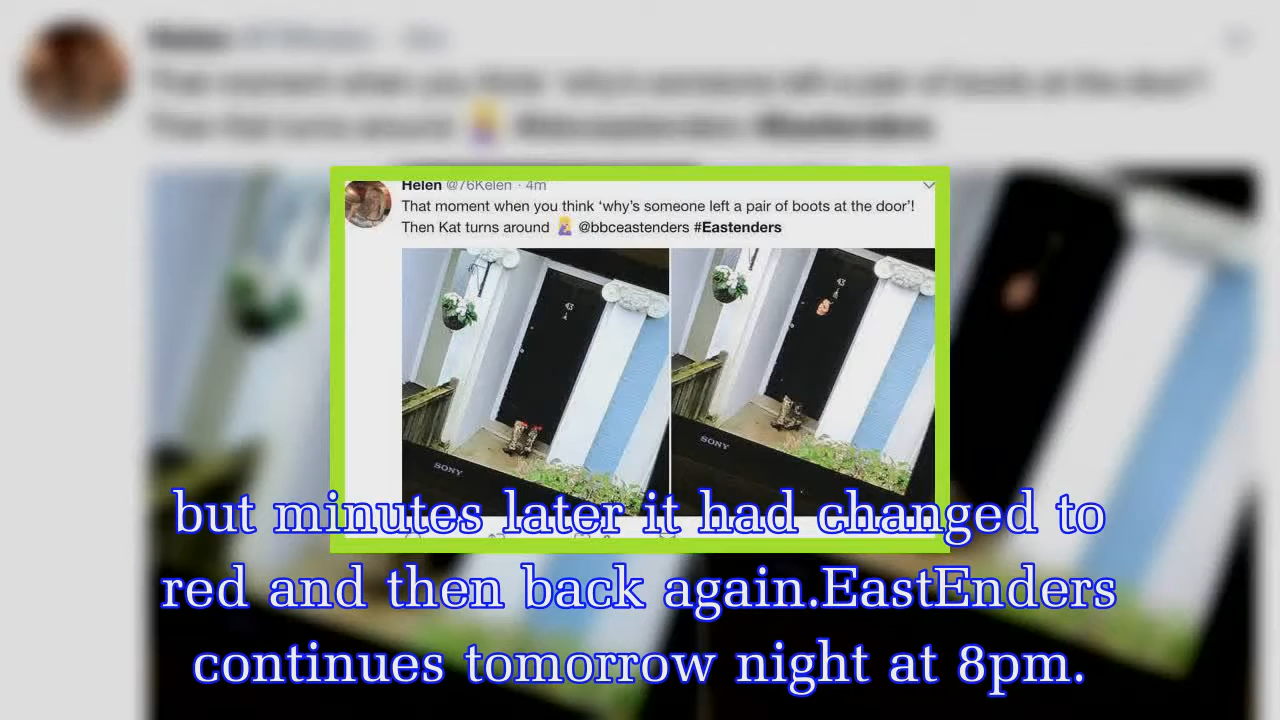 Helen @76Kelen · 4m
That moment when you think ‘why’s someone left a pair of boots at the door’!
Then Kat turns around 🤦‍♀️ @bbceastenders #Eastenders
43
43
SONY
SONY
but minutes later it had changed to
red and then back again.EastEnders
continues tomorrow night at 8pm.